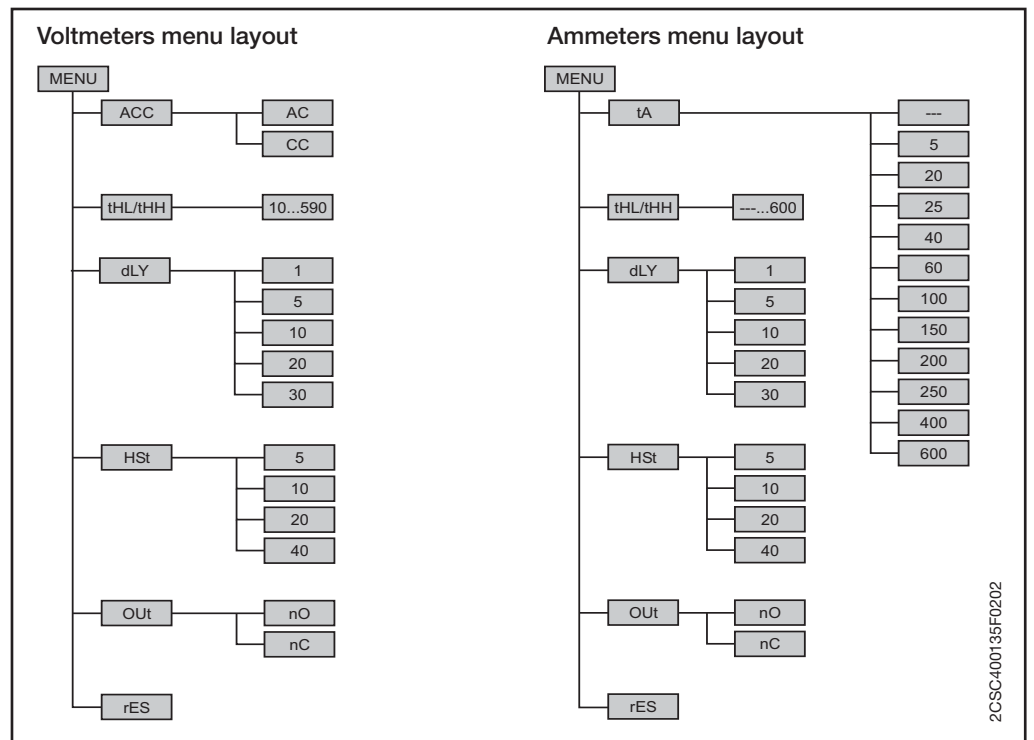 Voltmeters menu layout
MENU
ACC
AC
CC
tHL/tHH
10...590
dLY
1
5
10
20
30
HSt
5
10
20
40
OUt
nO
nC
rES
Ammeters menu layout
MENU
tA
---
5
20
25
40
60
100
150
200
250
400
600
tHL/tHH
---...600
dLY
1
5
10
20
30
HSt
5
10
20
40
OUt
nO
nC
rES
2CSC400135F0202